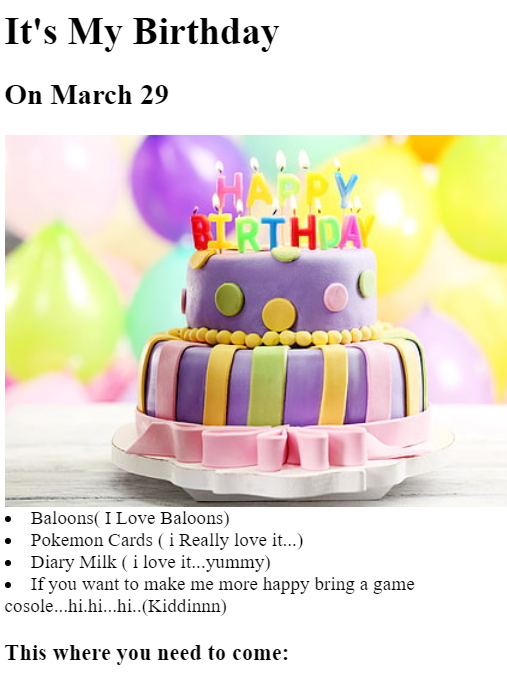 It's My Birthday
On March 29
HAPPY
BIRTHDAY
Baloons( I Love Baloons)
Pokemon Cards ( i Really love it...)
Diary Milk ( i love it...yummy)
If you want to make me more happy bring a game
cosole...hi.hi...hi..(Kiddinnn)
This where you need to come: